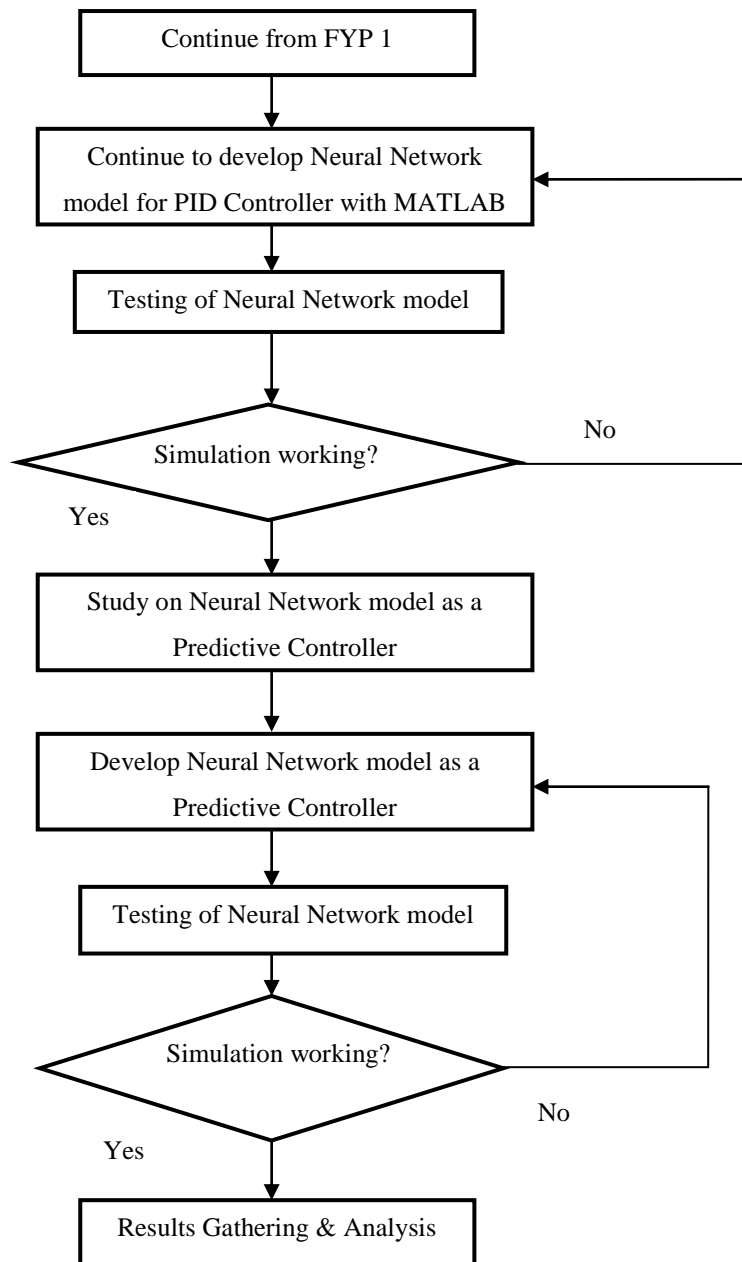 Continue from FYP 1
Continue to develop Neural Network
model for PID Controller with MATLAB
Testing of Neural Network model
Simulation working?
No
Yes
Study on Neural Network model as a
Predictive Controller
Develop Neural Network model as a
Predictive Controller
Testing of Neural Network model
Simulation working?
No
Yes
Results Gathering & Analysis